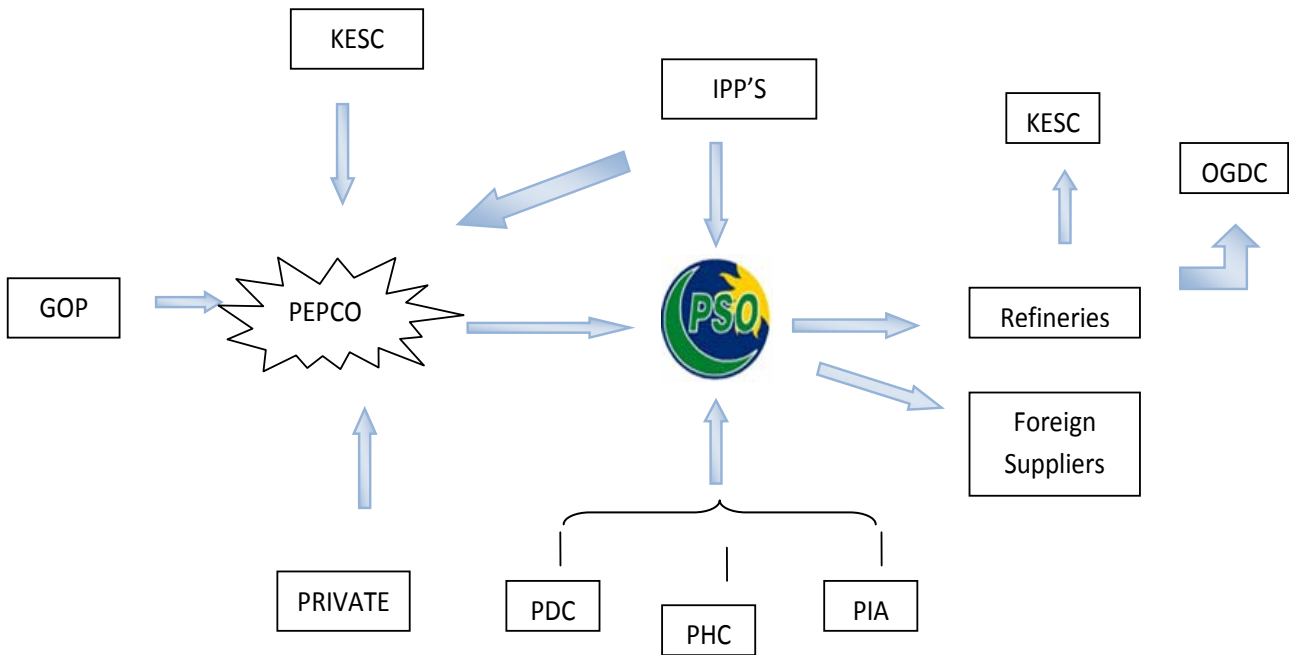 KESC
IPP'S
KESC
OGDC
GOP
PEPCO
PSO
Refineries
Foreign
Suppliers
PRIVATE
PDC
PHC
PIA